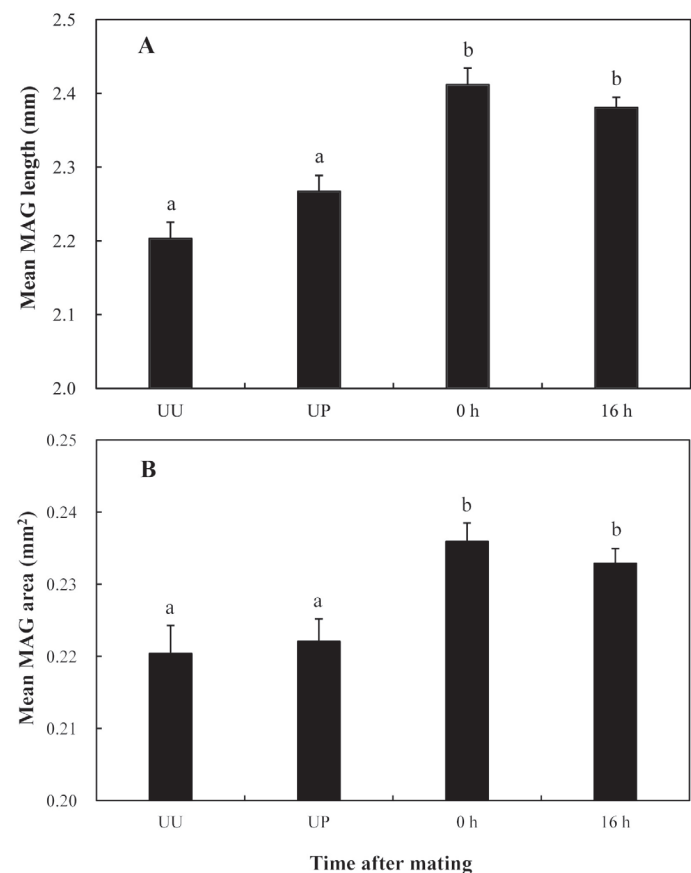 A
Mean MAG length (mm)
2.5
2.4
2.3
2.2
2.1
2.0
a
a
b
b
UU
UP
0 h
16 h
B
Mean MAG area (mm²)
0.25
0.24
0.23
0.22
0.21
0.20
a
a
b
b
UU
UP
0 h
16 h
Time after mating